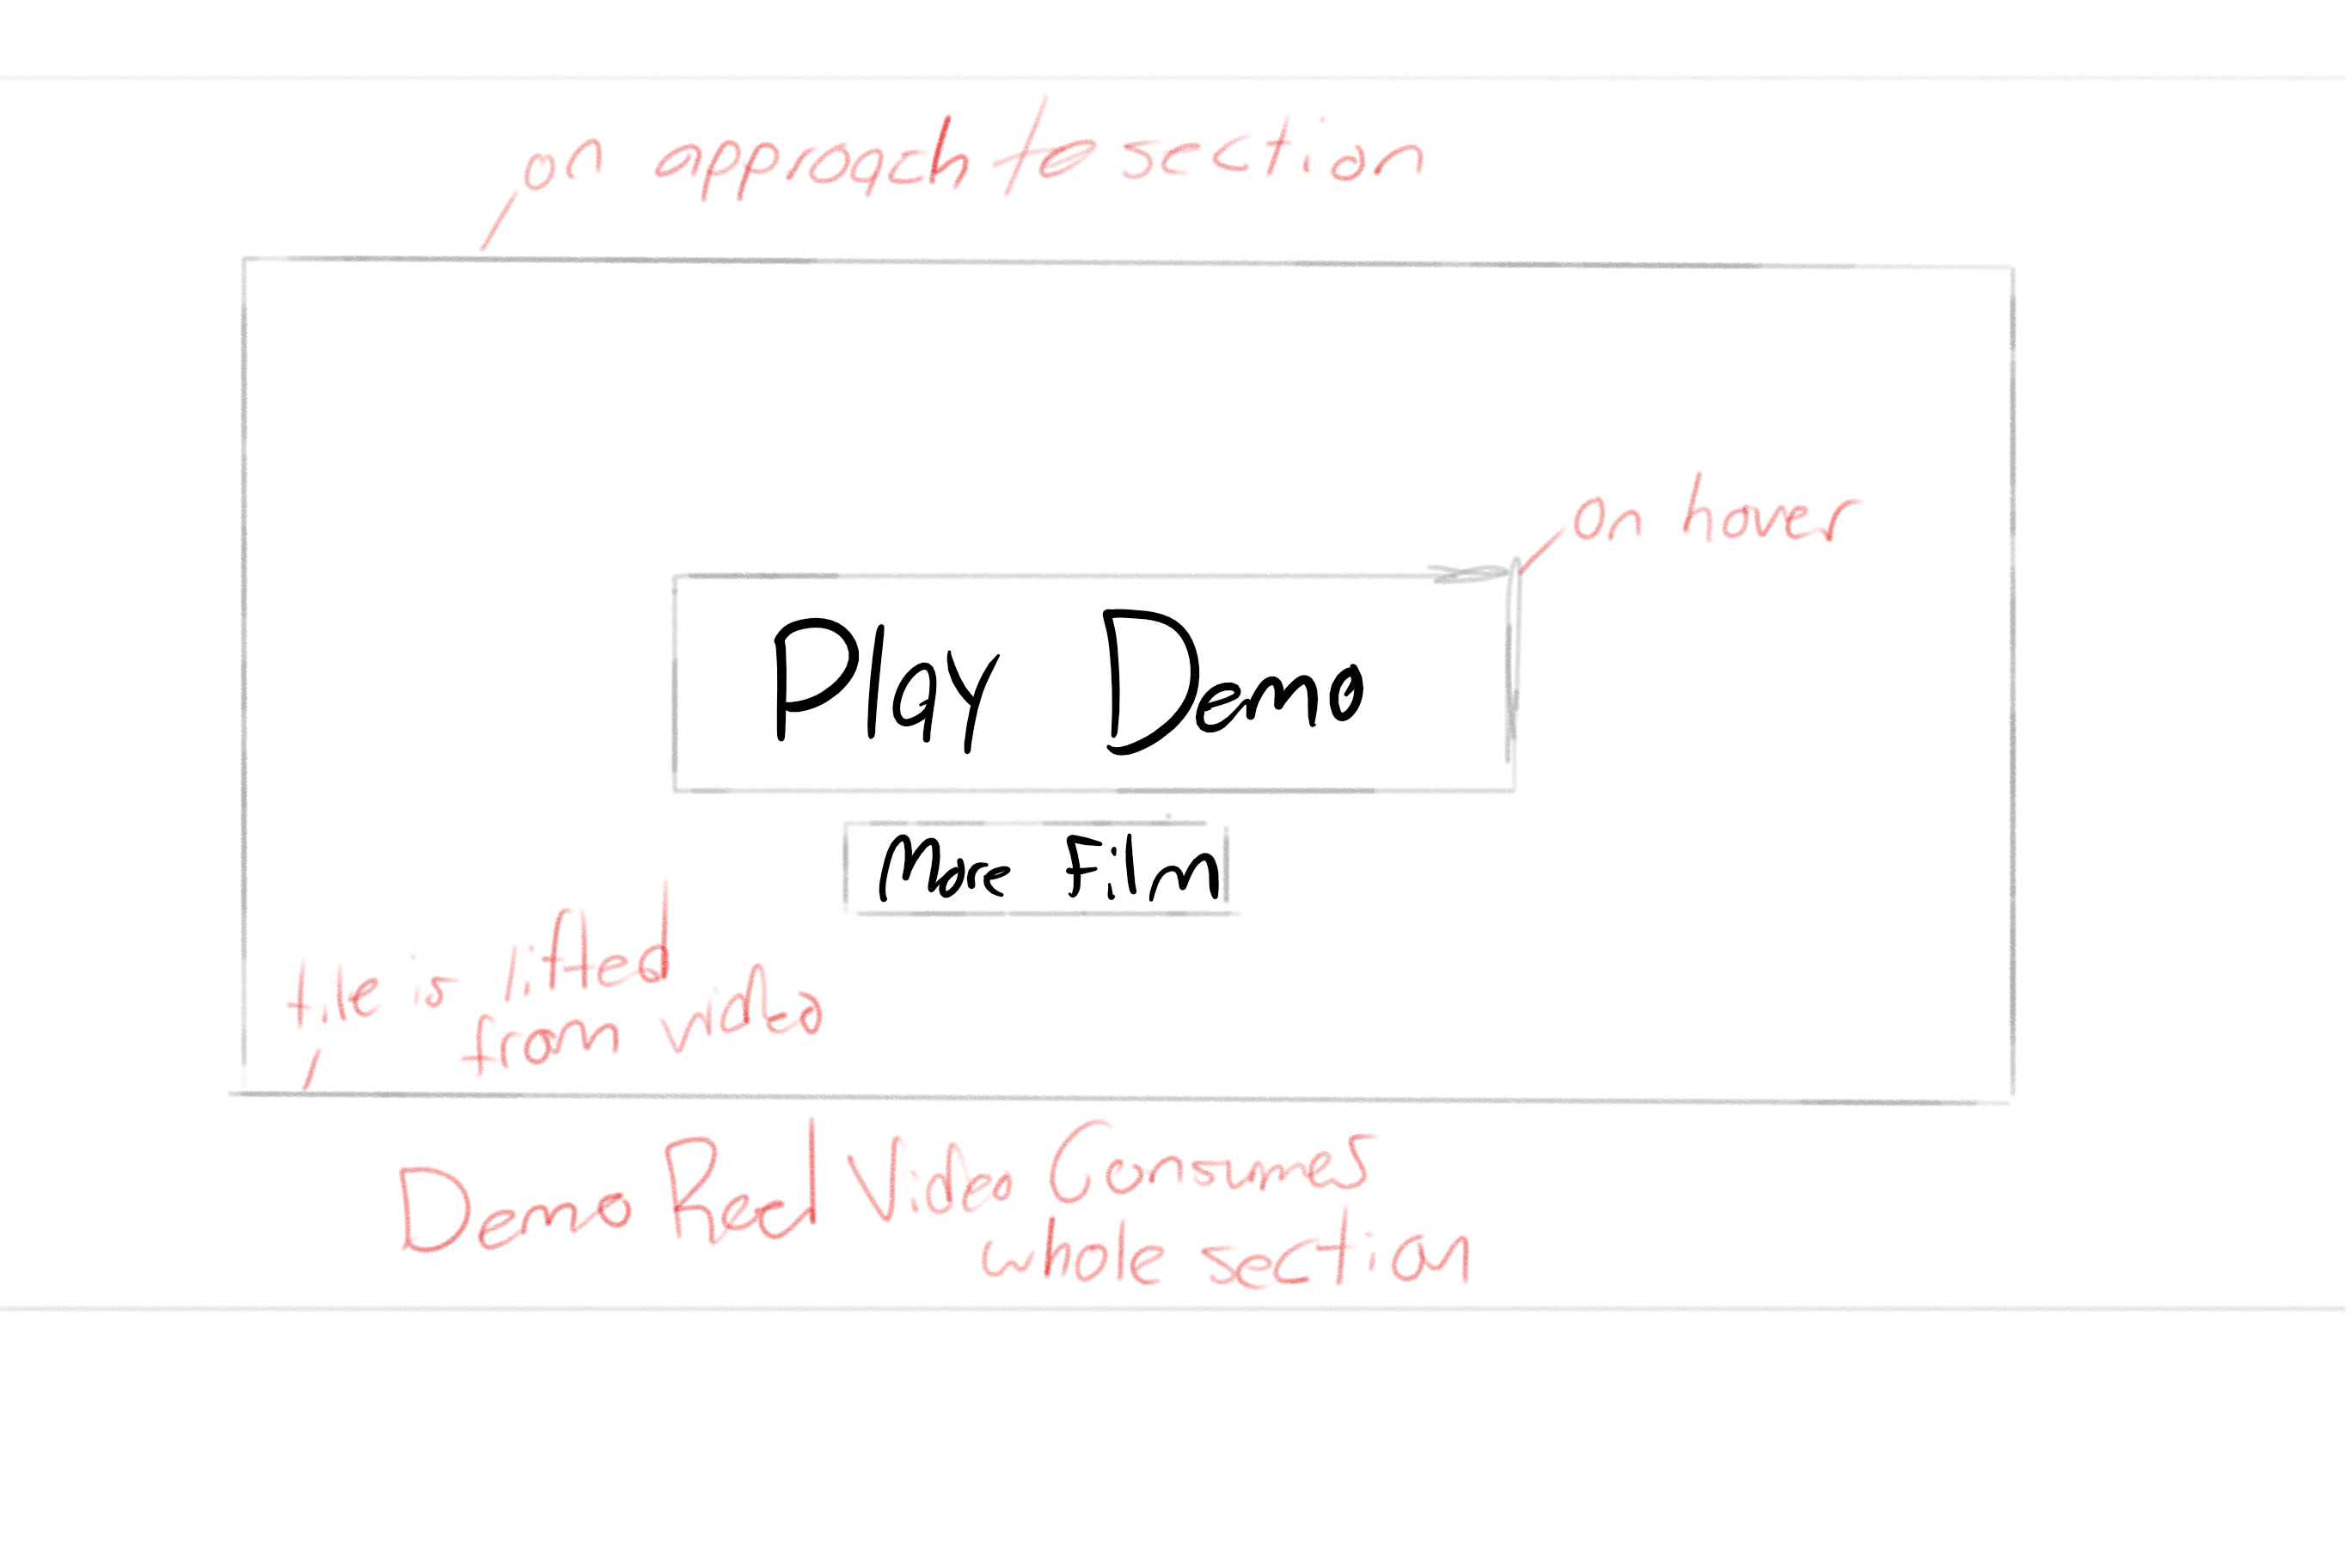 on approach to section
on hover
Play Demo
More Film
tile is lifted
from video
Demo Reel Video Consumes
whole section